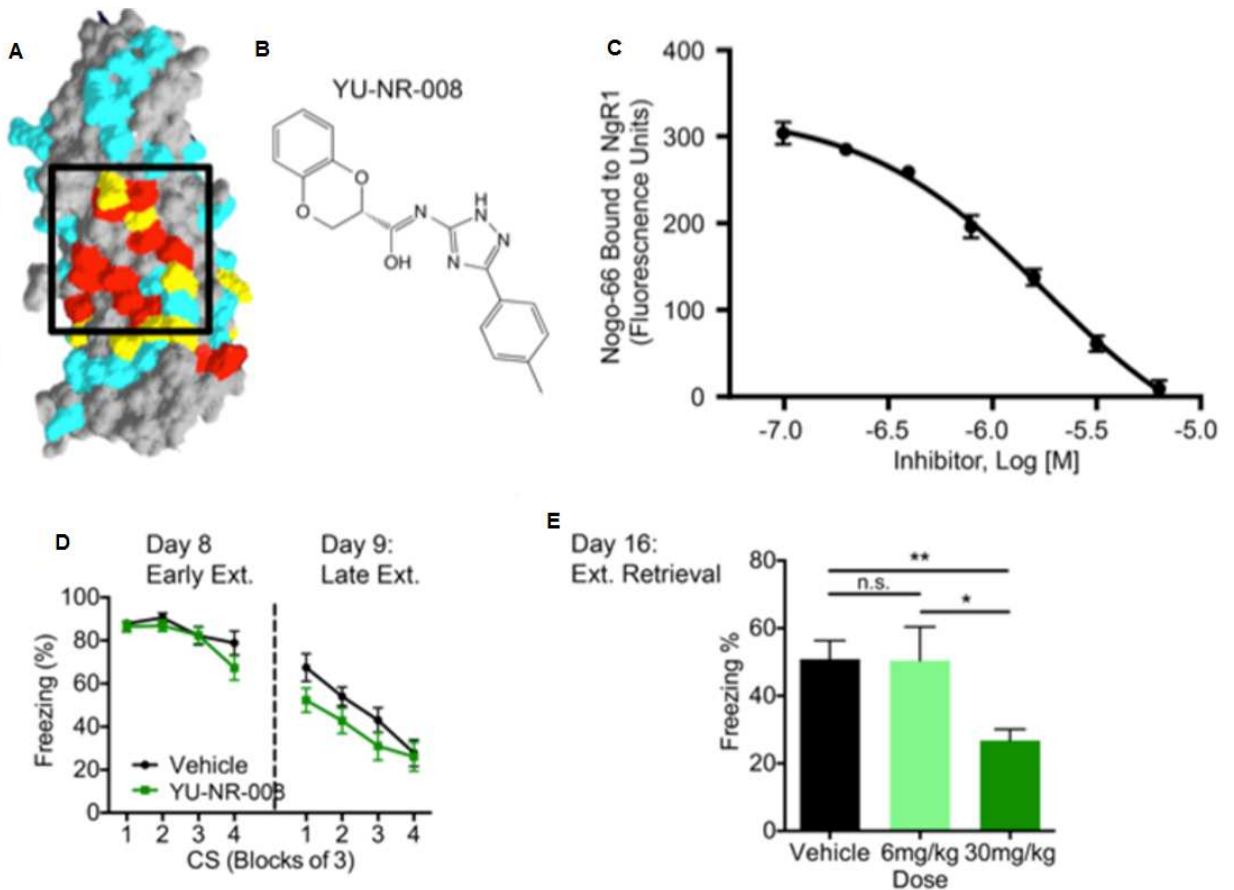 A
B
YU-NR-008
O
O
N
OH
H
N
N
N
C
Nogo-66 Bound to NgR1
(Fluorescnence Units)
400
300
200
100
0
-7.0 -6.5 -6.0 -5.5 -5.0
Inhibitor, Log [M]
D
Day 8
Early Ext.
Day 9:
Late Ext.
Freezing (%)
100
80
60
40
20
0
Vehicle
YU-NR-008
1 2 3 4 1 2 3 4
CS (Blocks of 3)
E
Day 16:
Ext. Retrieval
Freezing %
80
60
40
20
0
**
n.s.
*
Vehicle 6mg/kg 30mg/kg
Dose